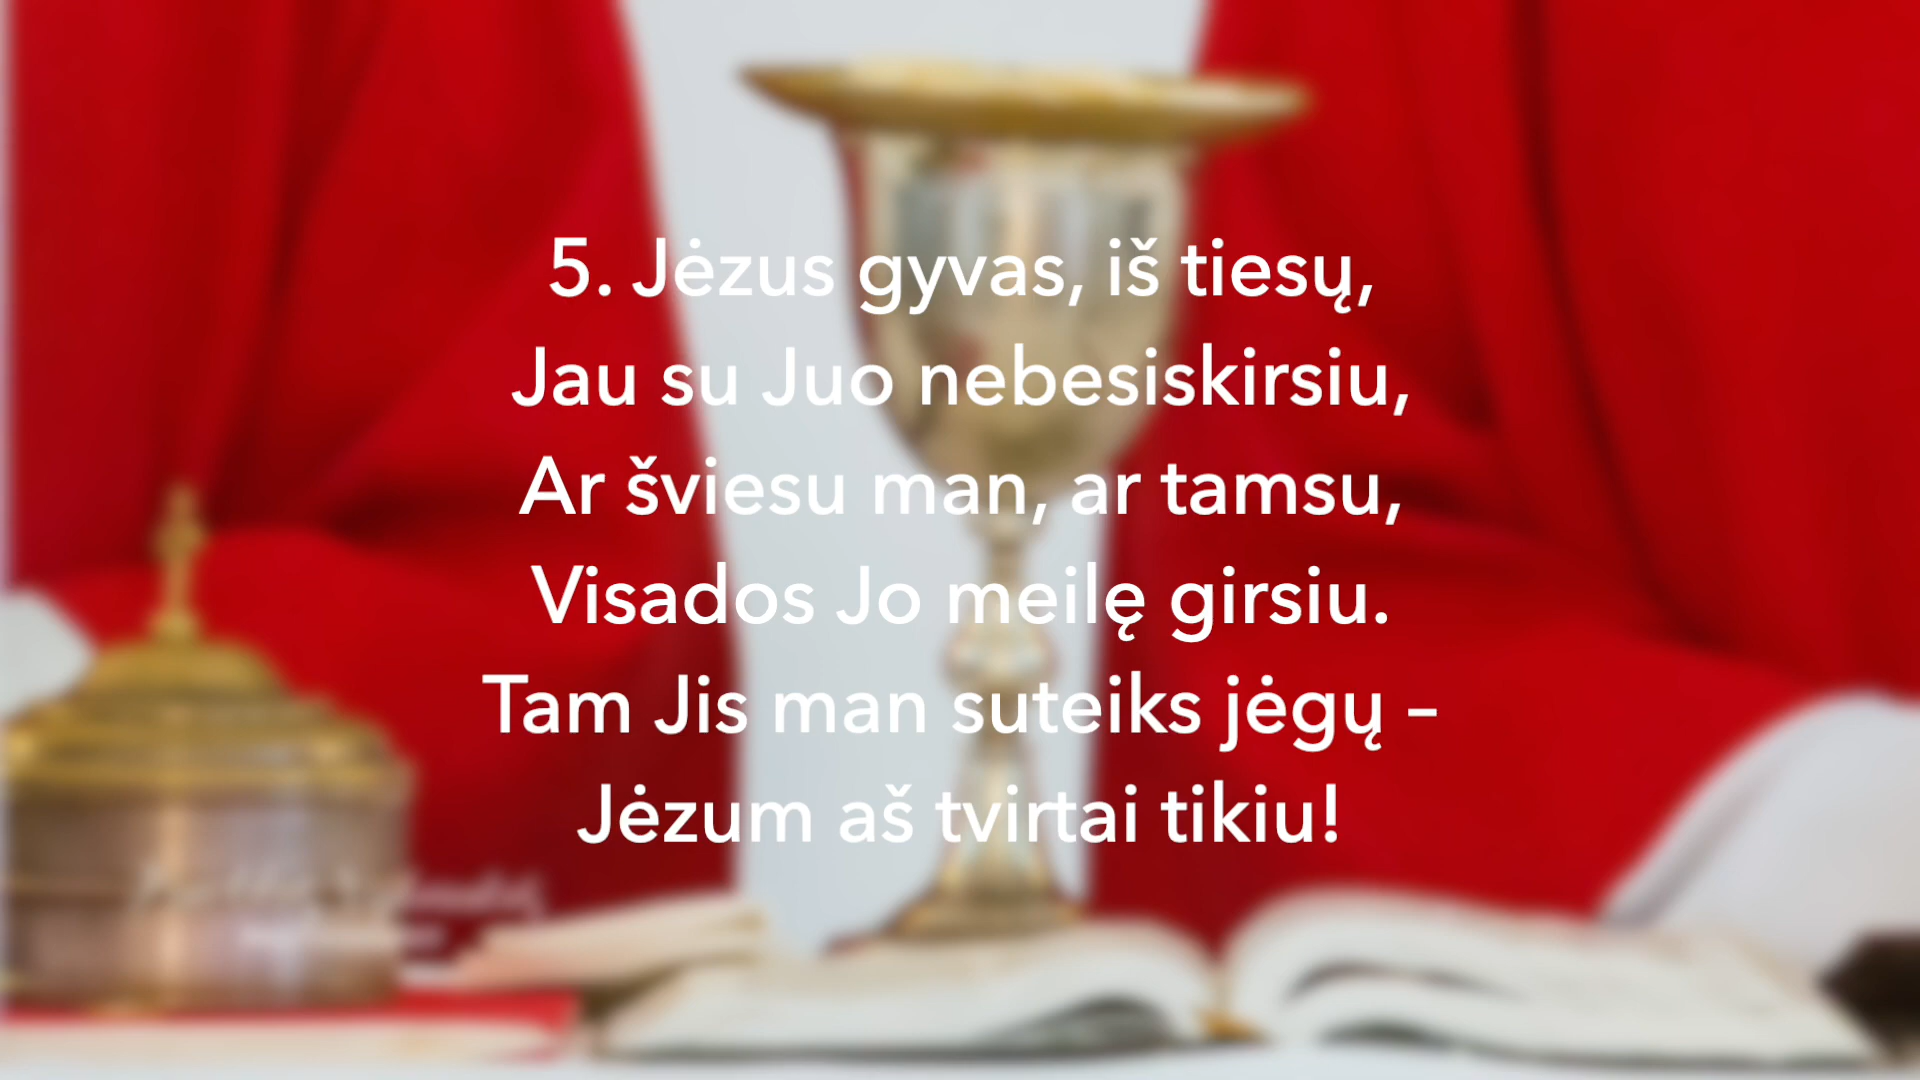 5. Jėzus gyvas, iš tiesų,
Jau su Juo nebesiskirsiu,
Ar šviesu man, ar tamsu,
Visados Jo meilę girsiu.
Tam Jis man suteiks jėgų –
Jėzum aš tvirtai tikiu!